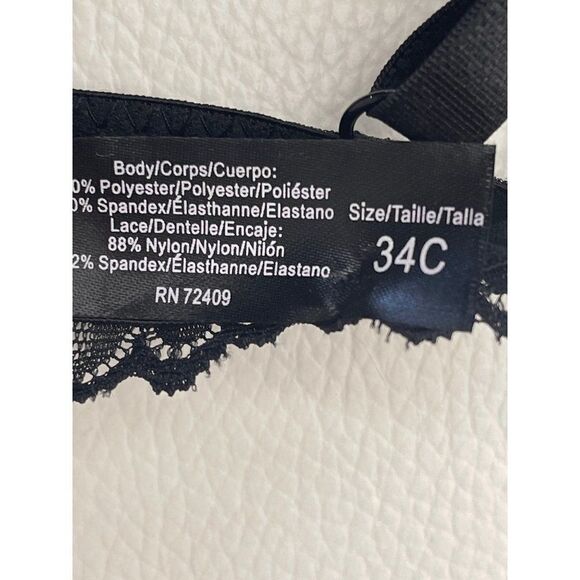 Body/Corps/Cuerpo:
0% Polyester/Polyester/Poliéster
0% Spandex/Élasthanne/Elastano
Lace/Dentelle/Encaje:
88% Nylon/Nylon/Nilón
2% Spandex/Élasthanne/Elastano
RN 72409
Size/Taille/Talla
34C